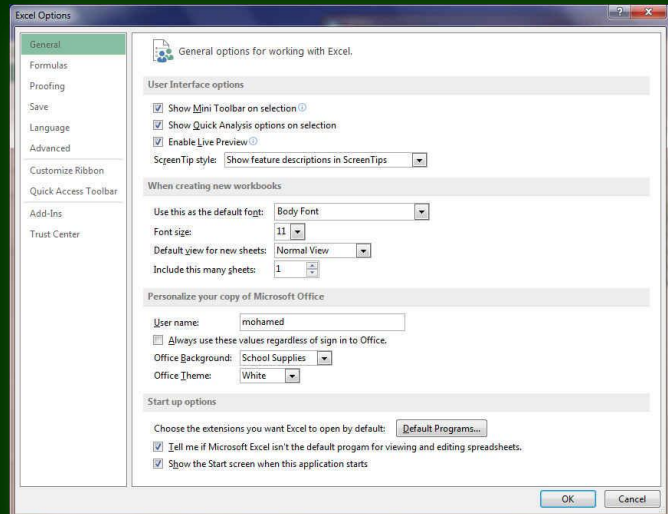 Excel Options
General
Formulas
Proofing
Save
Language
Advanced
Customize Ribbon
Quick Access Toolbar
Add-Ins
Trust Center
General options for working with Excel.
User Interface options
Show Mini Toolbar on selection
Show Quick Analysis options on selection
Enable Live Preview
ScreenTip style: Show feature descriptions in ScreenTips
When creating new workbooks
Use this as the default font: Body Font
Font size: 11
Default view for new sheets: Normal View
Include this many sheets: 1
Personalize your copy of Microsoft Office
User name: mohamed
Always use these values regardless of sign in to Office.
Office Background: School Supplies
Office Theme: White
Start up options
Choose the extensions you want Excel to open by default: Default Programs...
Tell me if Microsoft Excel isn't the default progam for viewing and editing spreadsheets.
Show the Start screen when this application starts
OK Cancel